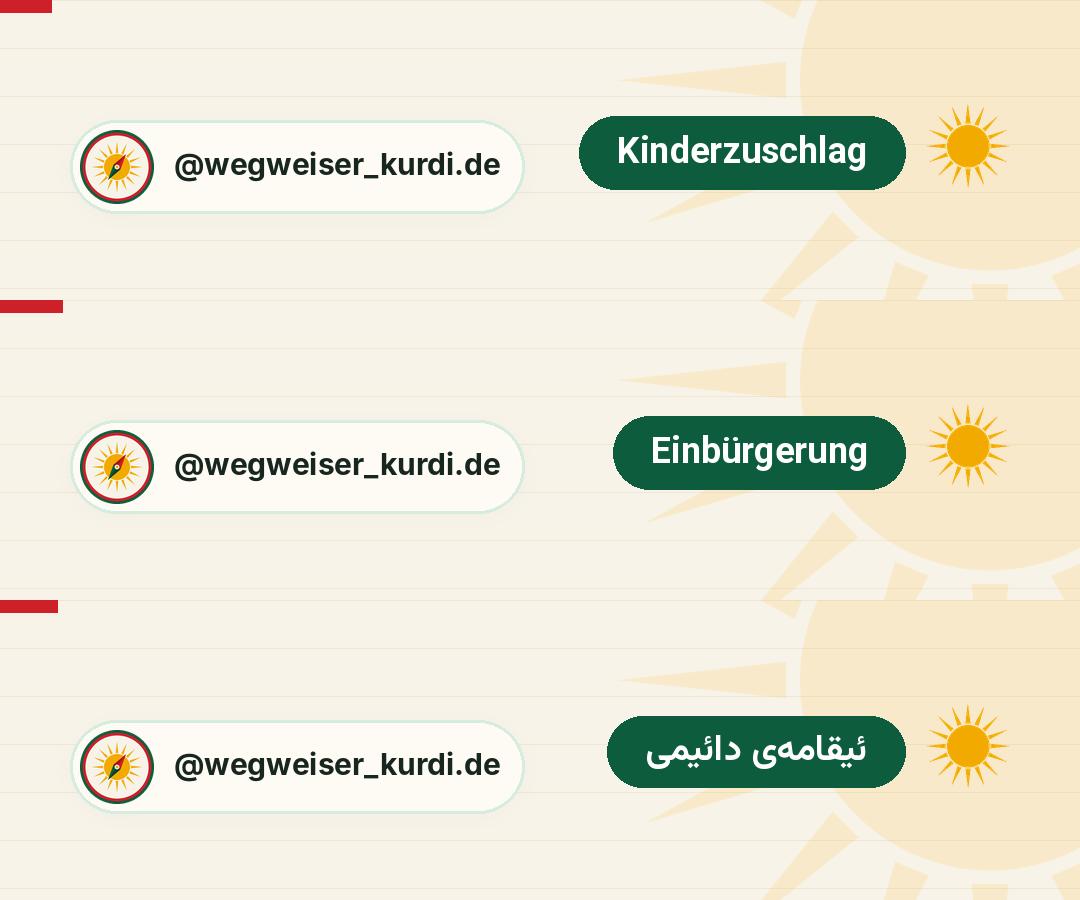 @wegweiser_kurdi.de
Kinderzuschlag
@wegweiser_kurdi.de
Einbürgerung
@wegweiser_kurdi.de
ئیقامەی دائیمی